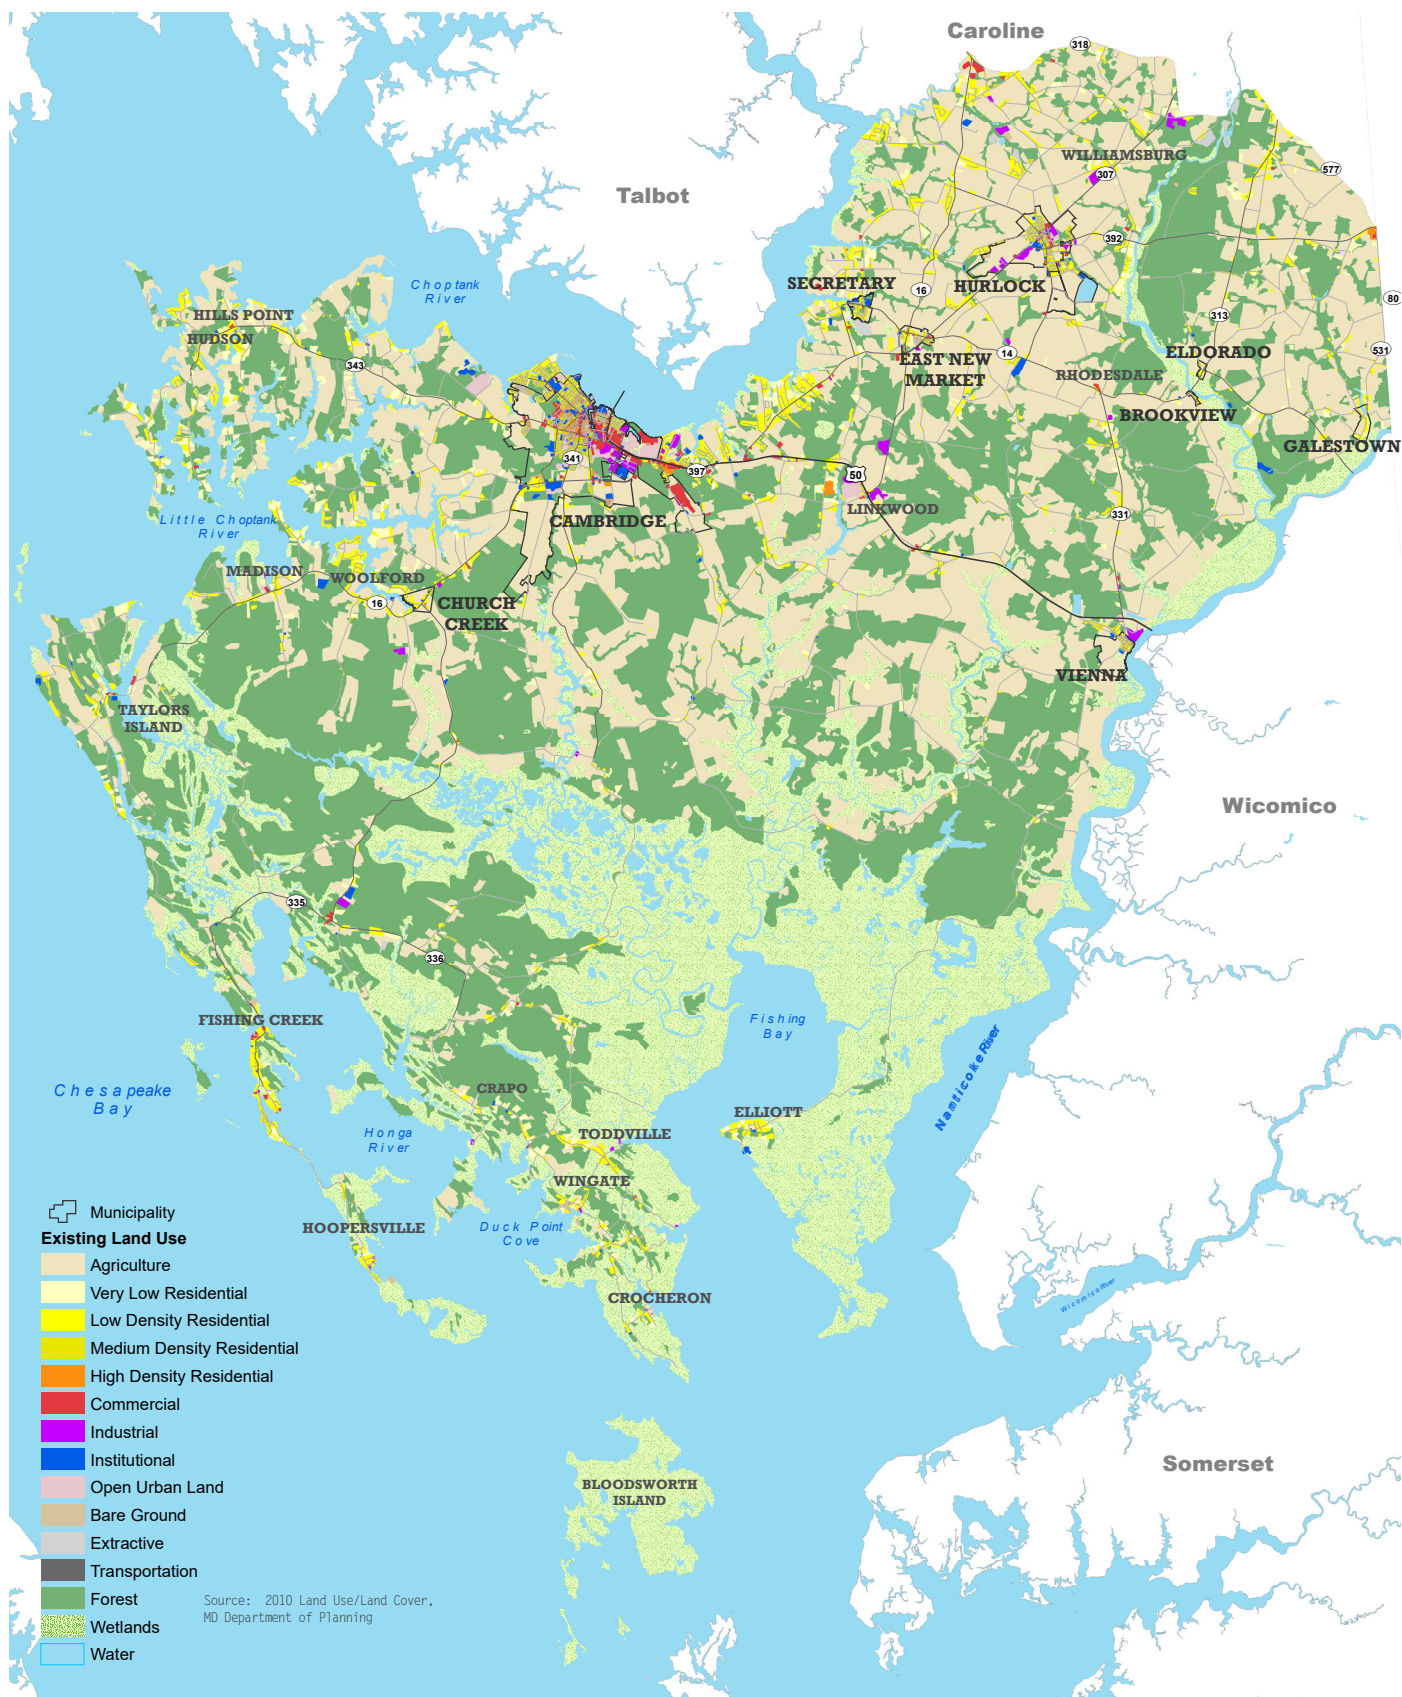 Caroline
318
577
WILLIAMSBURG
307
Talbot
392
SECRETARY
16
HURLOCK
80
Choptank
River
HILLS POINT
HUDSON
313
343
EAST NEW
MARKET
14
ELDORADO
531
RHODESDALE
BROOKVIEW
GALESTOWN
341
397
50
LINKWOOD
331
CAMBRIDGE
Little Choptank
River
MADISON
WOOLFORD
16
CHURCH
CREEK
VIENNA
TAYLORS
ISLAND
Wicomico
335
336
FISHING CREEK
Fishing
Bay
Nanticoke River
Chesapeake
Bay
CRAPO
ELLIOTT
Honga
River
TODDVILLE
WINGATE
HOOPERSVILLE
Duck Point
Cove
CROCHERON
Wicomico River
Somerset
BLOODSWORTH
ISLAND
Municipality
Existing Land Use
Agriculture
Very Low Residential
Low Density Residential
Medium Density Residential
High Density Residential
Commercial
Industrial
Institutional
Open Urban Land
Bare Ground
Extractive
Transportation
Forest
Wetlands
Water
Source: 2010 Land Use/Land Cover,
MD Department of Planning